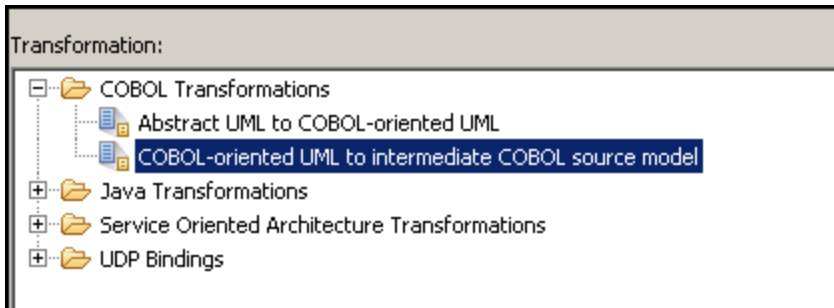 Transformation:
COBOL Transformations
Abstract UML to COBOL-oriented UML
COBOL-oriented UML to intermediate COBOL source model
Java Transformations
Service Oriented Architecture Transformations
UDP Bindings